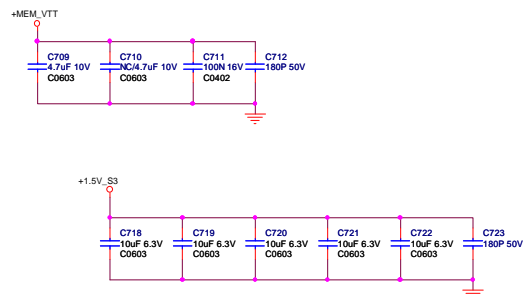 +MEM_VTT
C709 C710 C711 C712
4.7uF 10V NC/4.7uF 10V 100N 16V 180P 50V
C0603 C0603 C0402
+1.5V_S3
C718 C719 C720 C721 C722 C723
10uF 6.3V 10uF 6.3V 10uF 6.3V 10uF 6.3V 10uF 6.3V 180P 50V
C0603 C0603 C0603 C0603 C0603